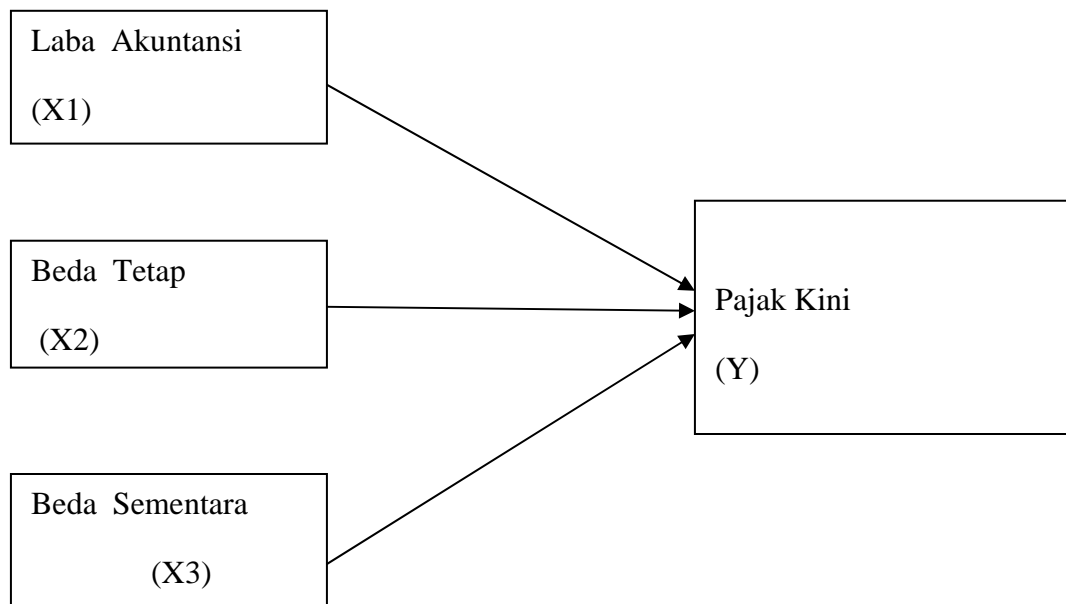 Laba Akuntansi
(X1)
Beda Tetap
(X2)
Beda Sementara
(X3)
Pajak Kini
(Y)